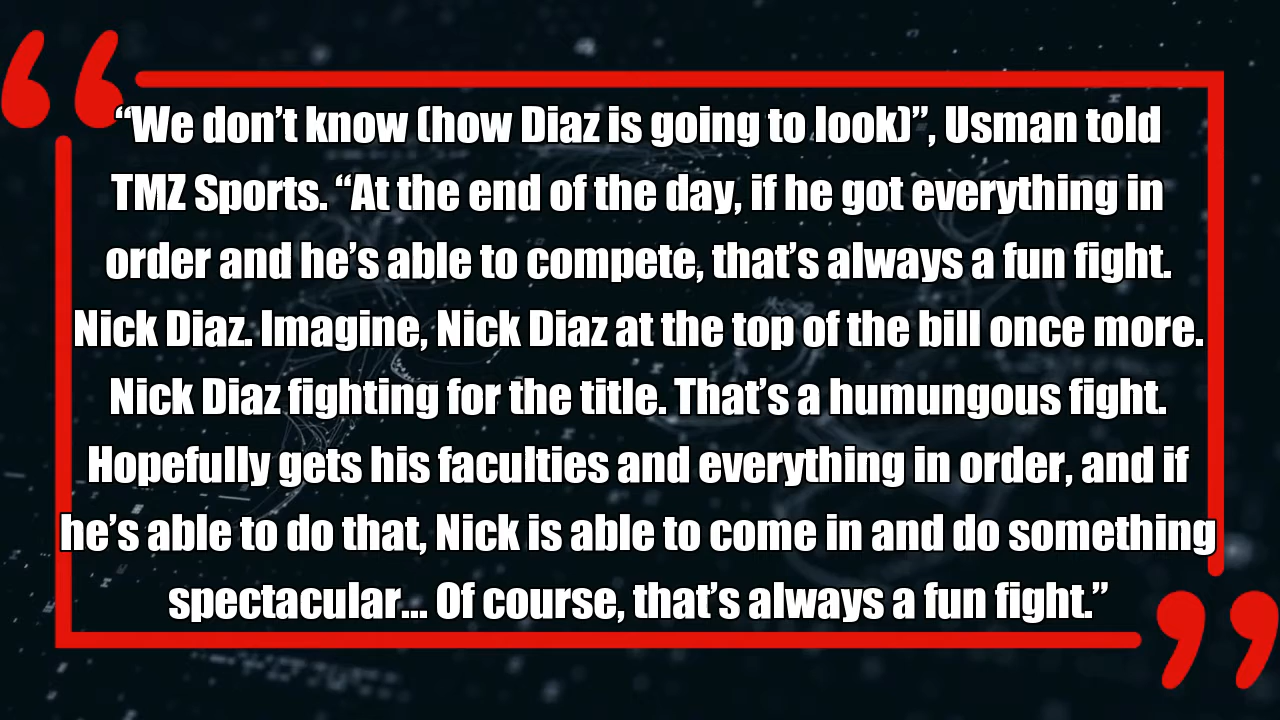 “We don’t know (how Diaz is going to look)”, Usman told
TMZ Sports. “At the end of the day, if he got everything in
order and he’s able to compete, that’s always a fun fight.
Nick Diaz. Imagine, Nick Diaz at the top of the bill once more.
Nick Diaz fighting for the title. That’s a humungous fight.
Hopefully gets his faculties and everything in order, and if
he’s able to do that, Nick is able to come in and do something
spectacular... Of course, that’s always a fun fight.”